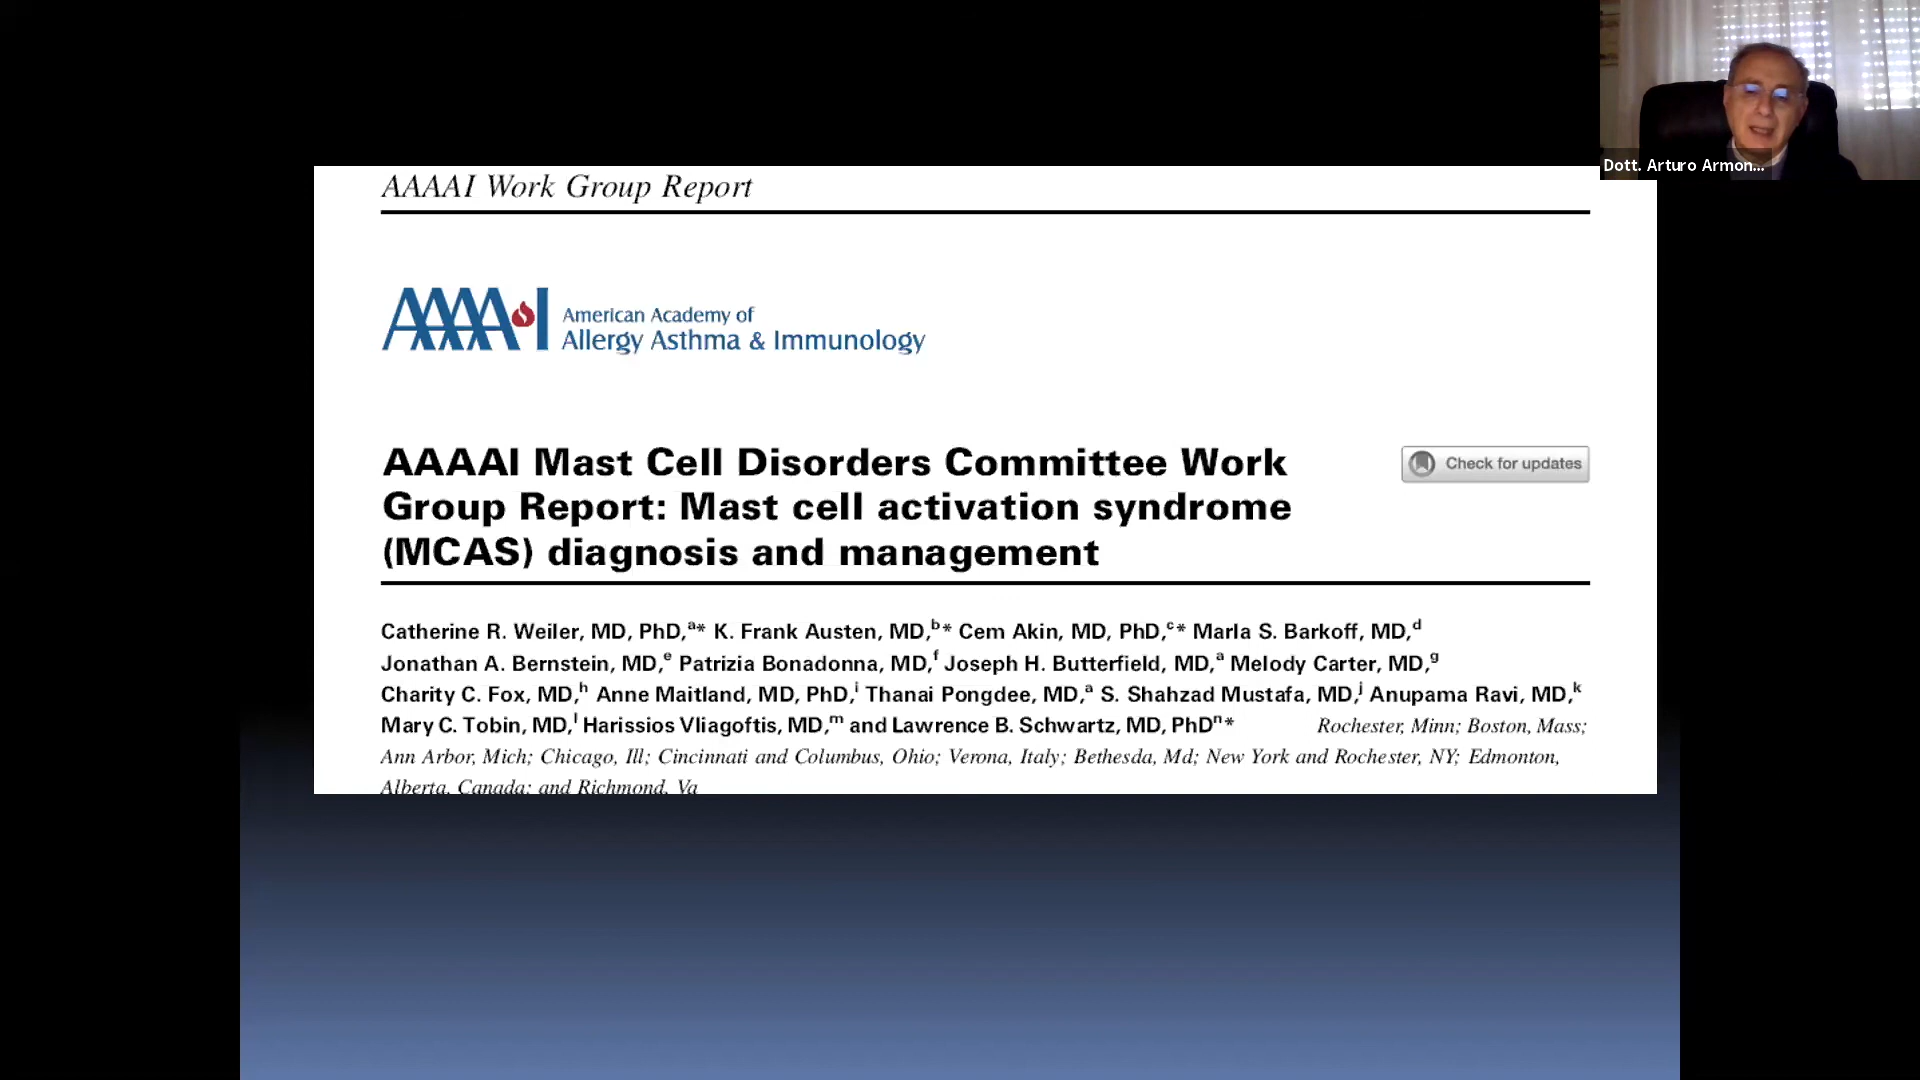 Dott. Arturo Armon...
AAAAI Work Group Report
AAAAI American Academy of
Allergy Asthma & Immunology
AAAAI Mast Cell Disorders Committee Work
Group Report: Mast cell activation syndrome
(MCAS) diagnosis and management
Check for updates
Catherine R. Weiler, MD, PhD,a* K. Frank Austen, MD,b* Cem Akin, MD, PhD,c* Marla S. Barkoff, MD,d
Jonathan A. Bernstein, MD,e Patrizia Bonadonna, MD,f Joseph H. Butterfield, MD,a Melody Carter, MD,g
Charity C. Fox, MD,h Anne Maitland, MD, PhD,i Thanai Pongdee, MD,a S. Shahzad Mustafa, MD,j Anupama Ravi, MD,k
Mary C. Tobin, MD,l Harissios Vliagoftis, MD,m and Lawrence B. Schwartz, MD, PhDn* Rochester, Minn; Boston, Mass;
Ann Arbor, Mich; Chicago, Ill; Cincinnati and Columbus, Ohio; Verona, Italy; Bethesda, Md; New York and Rochester, NY; Edmonton,
Alberta, Canada; and Richmond, Va